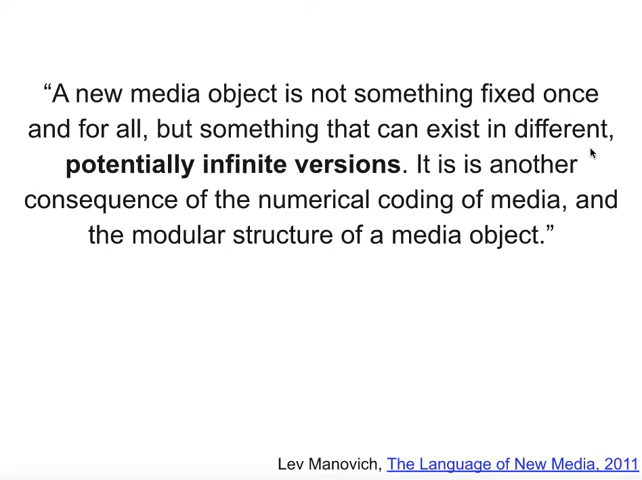 “A new media object is not something fixed once
and for all, but something that can exist in different,
potentially infinite versions. It is is another
consequence of the numerical coding of media, and
the modular structure of a media object.”
Lev Manovich, The Language of New Media, 2011